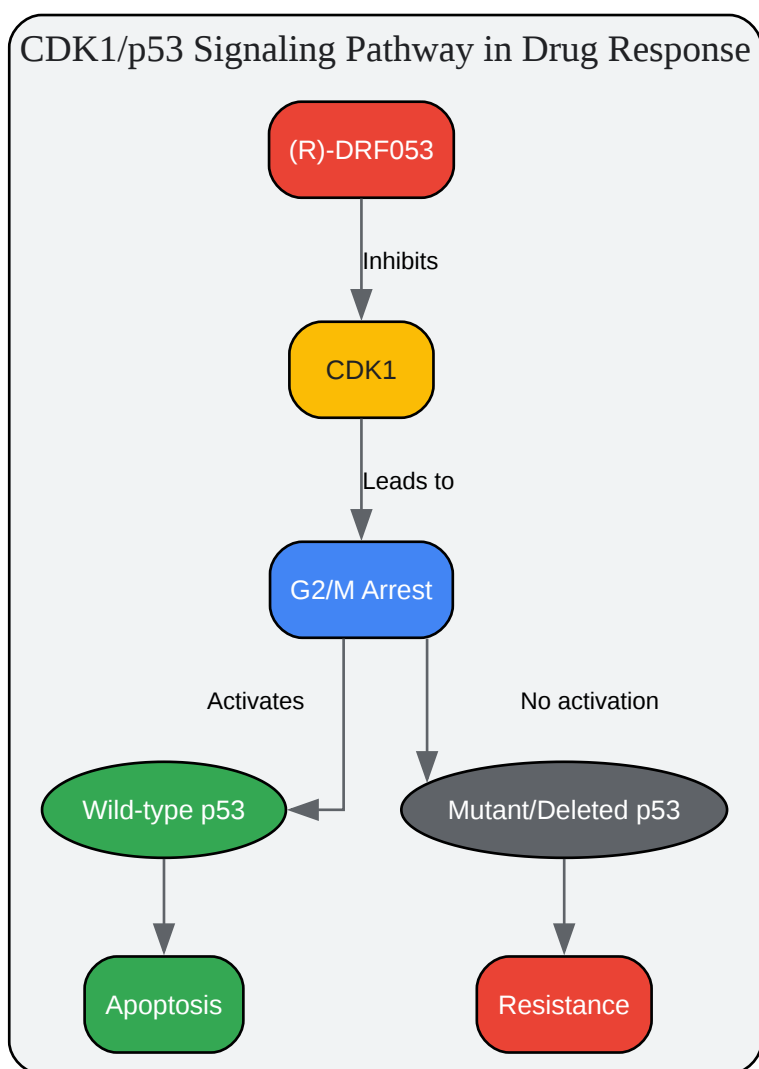 CDK1/p53 Signaling Pathway in Drug Response
(R)-DRF053
Inhibits
CDK1
Leads to
G2/M Arrest
Activates
No activation
Wild-type p53
Mutant/Deleted p53
Apoptosis
Resistance